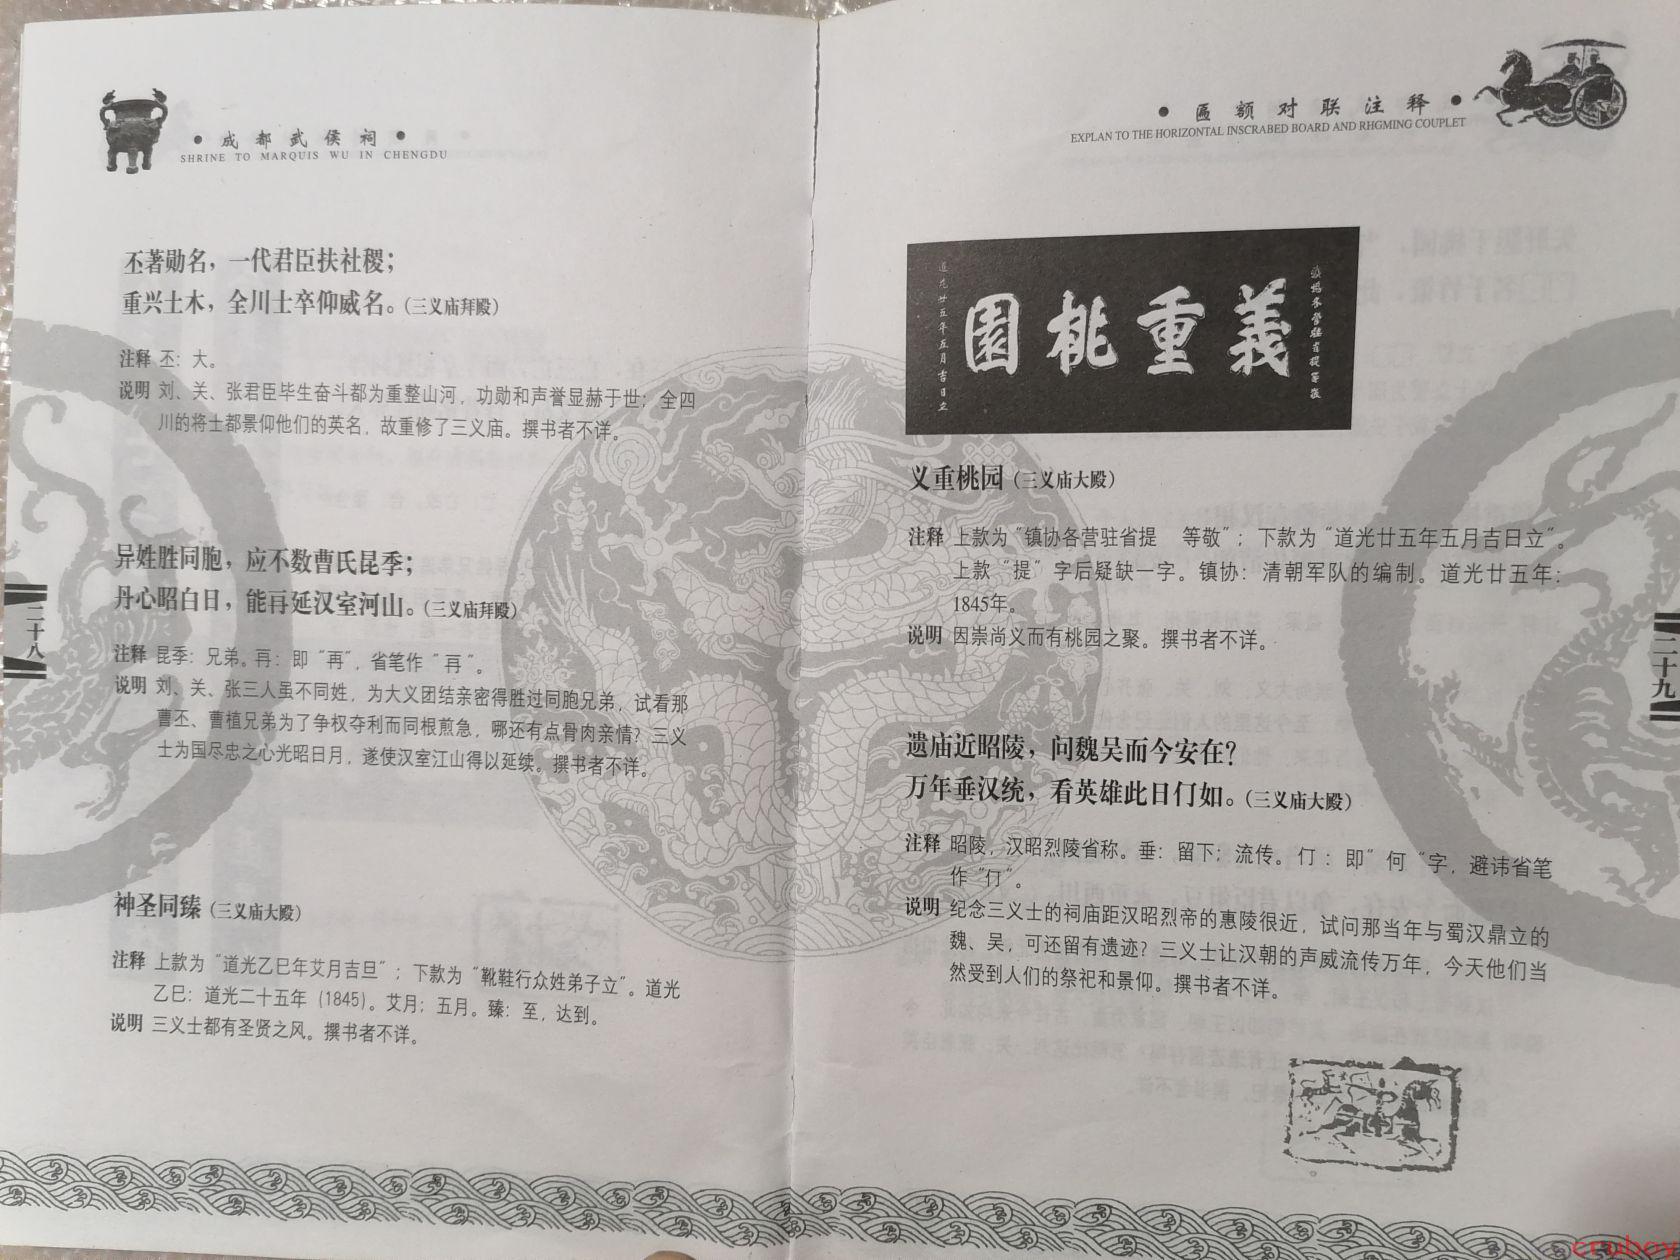 • 成都武侯祠 •
SHRINE TO MARQUIS WU IN CHENGDU
丕著勋名，一代君臣扶社稷；
重兴土木，全川士卒仰威名。(三义庙拜殿)
注释 丕：大。
说明 刘、关、张君臣毕生奋斗都为重整山河，功勋和声誉显赫于世；全四
川的将士都景仰他们的英名，故重修了三义庙。撰书者不详。
异姓胜同胞，应不数曹氏昆季；
丹心昭白日，能再延汉室河山。(三义庙拜殿)
注释 昆季：兄弟。再：即“再”，省笔作“再”。
说明 刘、关、张三人虽不同姓，为大义团结亲密得胜过同胞兄弟，试看那
曹丕、曹植兄弟为了争权夺利而同根煎急，哪还有点骨肉亲情？三义
士为国尽忠之心光昭日月，遂使汉室江山得以延续。撰书者不详。
神圣同臻 (三义庙大殿)
注释 上款为“道光乙巳年艾月吉旦”；下款为“靴鞋行众姓弟子立”。道光
乙巳：道光二十五年（1845）。艾月；五月。臻：至，达到。
说明 三义士都有圣贤之风。撰书者不详。
二十八
• 匾额对联注释 •
EXPLAN TO THE HORIZONTAL INSCRABED BOARD AND RHGMING COUPLET
鎮協各營駐省提等敬
義重桃園
道光廿五年五月吉日立
义重桃园 (三义庙大殿)
注释 上款为“镇协各营驻省提　等敬”；下款为“道光廿五年五月吉日立”。
上款“提”字后疑缺一字。镇协：清朝军队的编制。道光廿五年：
1845年。
说明 因崇尚义而有桃园之聚。撰书者不详。
遗庙近昭陵，问魏吴而今安在？
万年垂汉统，看英雄此日仃如。(三义庙大殿)
注释 昭陵，汉昭烈陵省称。垂：留下；流传。仃：即”何“字，避讳省笔
作“仃”。
说明 纪念三义士的祠庙距汉昭烈帝的惠陵很近，试问那当年与蜀汉鼎立的
魏、吴，可还留有遗迹？三义士让汉朝的声威流传万年，今天他们当
然受到人们的祭祀和景仰。撰书者不详。
二十九
cruboy